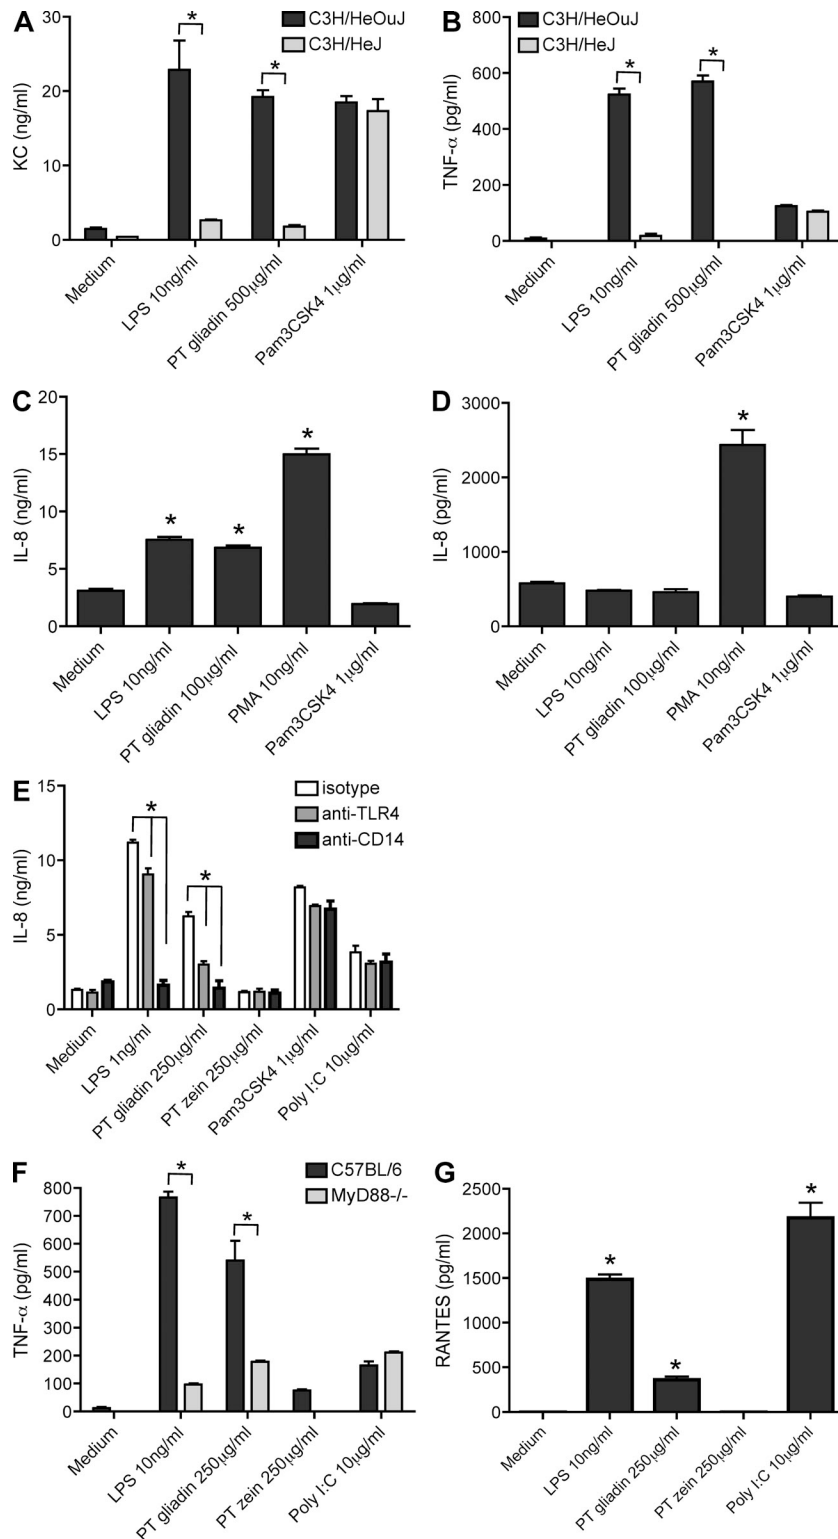 A
KC (ng/ml)
30
20
10
0
C3H/HeOuJ
C3H/HeJ
*
*
Medium
LPS 10ng/ml
PT gliadin 500μg/ml
Pam3CSK4 1μg/ml
B
TNF-α (pg/ml)
800
600
400
200
0
C3H/HeOuJ
C3H/HeJ
*
*
Medium
LPS 10ng/ml
PT gliadin 500μg/ml
Pam3CSK4 1μg/ml
C
IL-8 (ng/ml)
20
15
10
5
0
*
*
*
Medium
LPS 10ng/ml
PT gliadin 100μg/ml
PMA 10ng/ml
Pam3CSK4 1μg/ml
D
IL-8 (pg/ml)
3000
2000
1000
0
*
Medium
LPS 10ng/ml
PT gliadin 100μg/ml
PMA 10ng/ml
Pam3CSK4 1μg/ml
E
IL-8 (ng/ml)
15
10
5
0
isotype
anti-TLR4
anti-CD14
*
*
Medium
LPS 1ng/ml
PT gliadin 250μg/ml
PT zein 250μg/ml
Pam3CSK4 1μg/ml
Poly I:C 10μg/ml
F
TNF-α (pg/ml)
800
700
600
500
400
300
200
100
0
C57BL/6
MyD88-/-
*
*
Medium
LPS 10ng/ml
PT gliadin 250μg/ml
PT zein 250μg/ml
Poly I:C 10μg/ml
G
RANTES (pg/ml)
2500
2000
1500
1000
500
0
*
*
*
Medium
LPS 10ng/ml
PT gliadin 250μg/ml
PT zein 250μg/ml
Poly I:C 10μg/ml